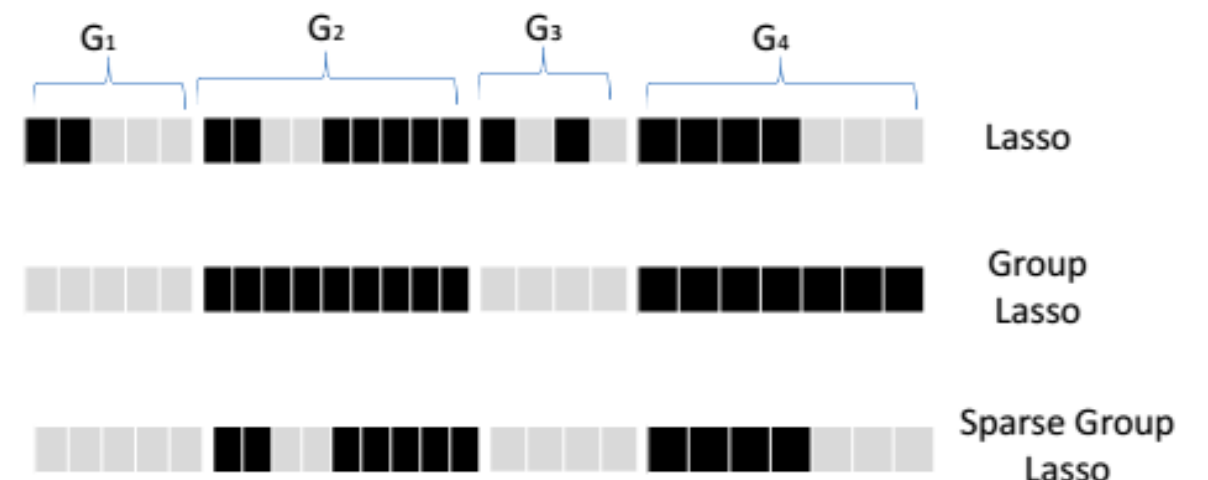 G₁
G₂
G₃
G₄
Lasso
Group
Lasso
Sparse Group
Lasso